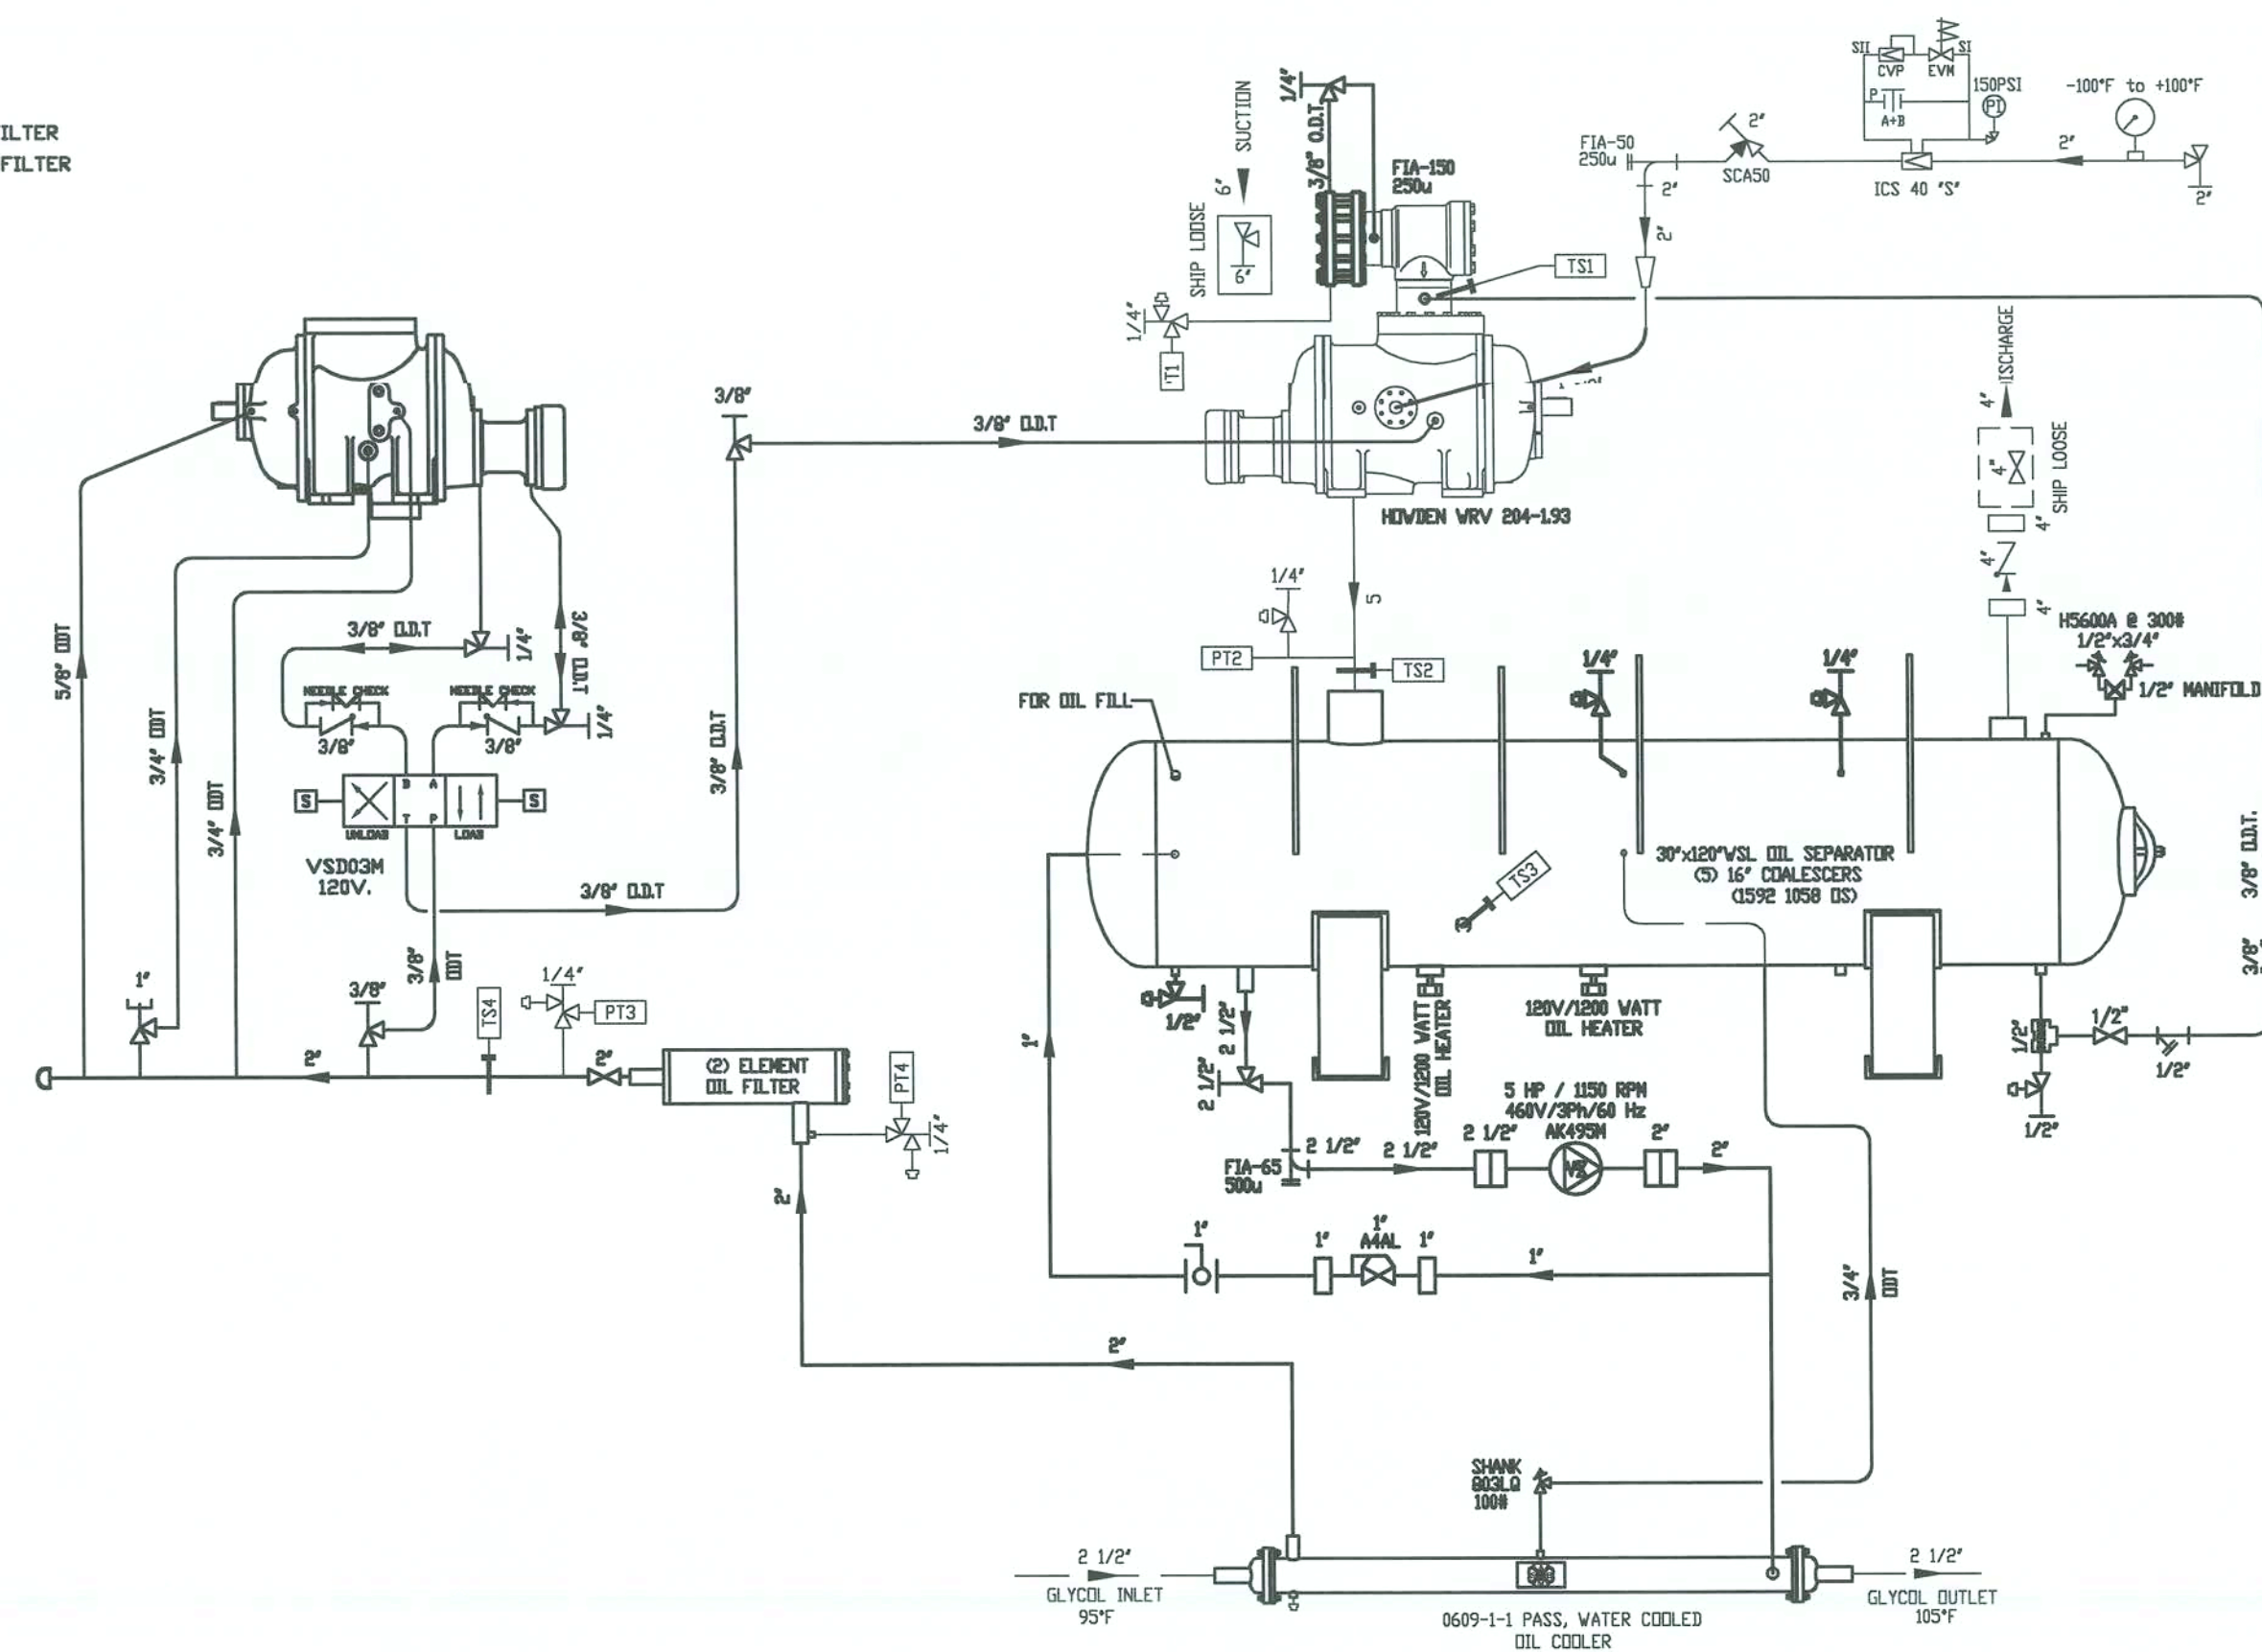 ILTER
FILTER
SII
CVP
EVM
SI
P
A+B
150PSI
PI
-100°F to +100°F
2"
2"
ICS 40 'S'
2"
SCA50
FIA-50
250u
2"
2"
1/4"
3/8" O.D.T.
SUCTION
6"
SHIP LOOSE
6"
FIA-150
250u
TS1
1/4"
T1
HOWDEN WRV 204-1.93
3/8"
3/8" O.D.T
5/8" ODT
3/4" ODT
3/4" ODT
3/8" O.D.T
1/4"
3/8" O.D.T
NEEDLE CHECK
NEEDLE CHECK
3/8"
3/8"
1/4"
S
B
A
T
P
S
UNLOAD
LOAD
VSD03M
120V.
3/8" O.D.T
3/8" O.D.T
3/8"
ODT
1"
3/8"
TS4
1/4"
PT3
2"
2"
(2) ELEMENT
OIL FILTER
PT4
1/4"
2"
1/4"
5
PT2
TS2
FOR OIL FILL
1/4"
1/4"
ISCHARGE
4"
4"
SHIP LOOSE
4"
4"
4"
H5600A @ 300#
1/2"x3/4"
1/2" MANIFOLD
30"x120"VSL OIL SEPARATOR
(5) 16" COALESCERS
(1592 1058 OS)
TS3
3/8" O.D.T.
3/8"
1/2"
2 1/2"
2 1/2"
120V/1200 WATT
OIL HEATER
120V/1200 WATT
OIL HEATER
1/2"
1/2"
1/2"
1/2"
1"
5 HP / 1150 RPM
460V/3Ph/60 Hz
AK495M
2 1/2"
2 1/2"
2 1/2"
2"
2"
FIA-65
500u
1"
1"
1"
A4AL
1"
1"
3/4"
ODT
2"
SHANK
803LQ
100#
2 1/2"
GLYCOL INLET
95°F
2 1/2"
GLYCOL OUTLET
105°F
0609-1-1 PASS, WATER COOLED
OIL COOLER